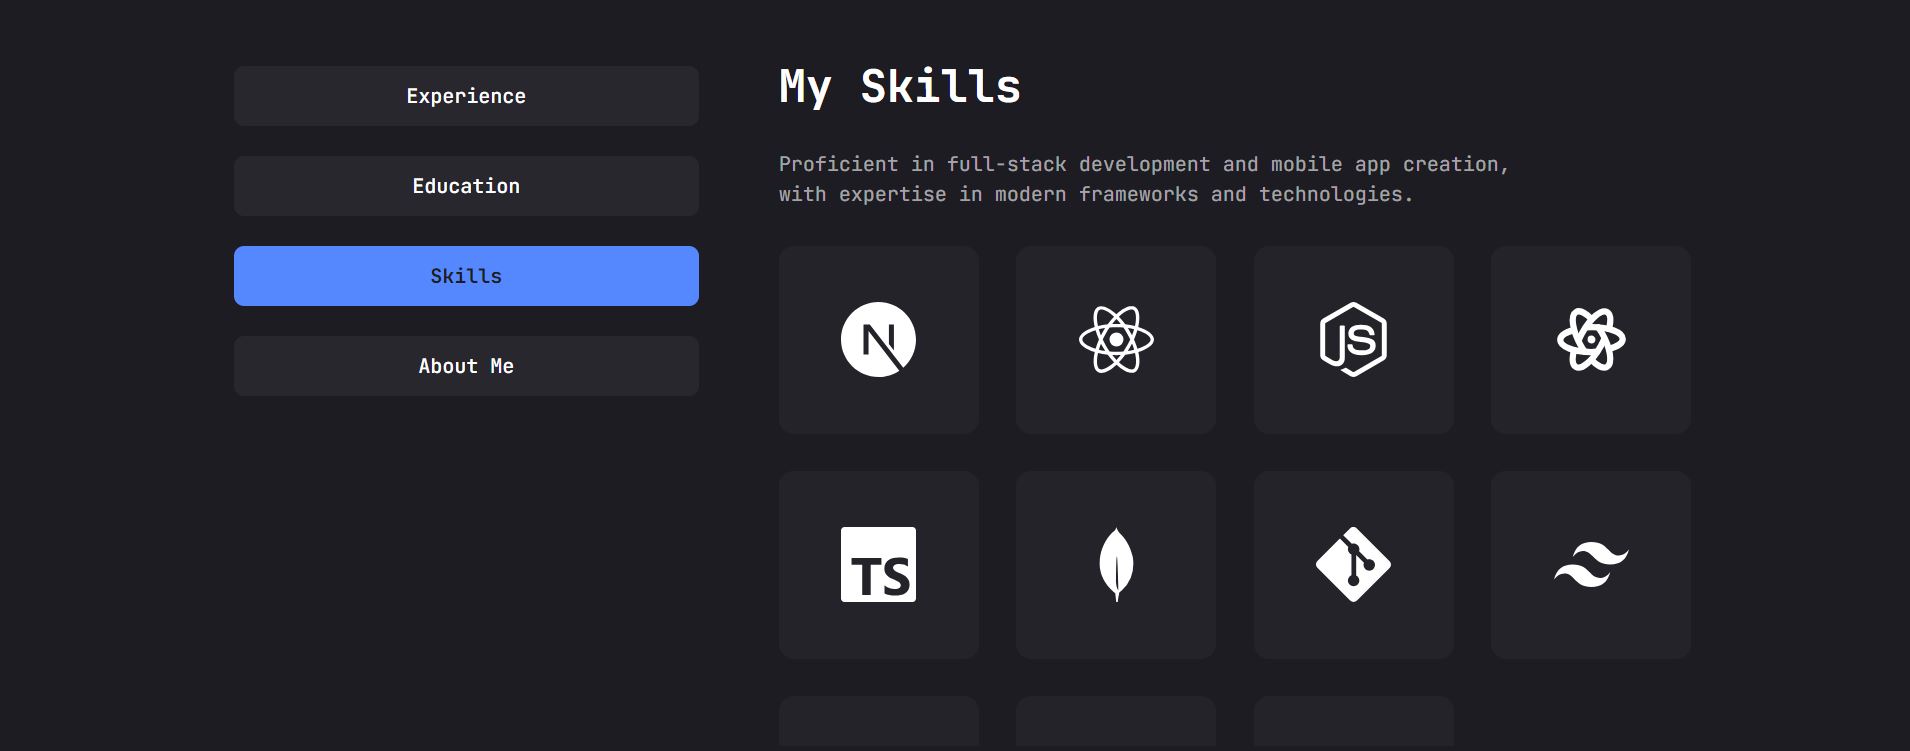 Experience
Education
Skills
About Me
My Skills
Proficient in full-stack development and mobile app creation,
with expertise in modern frameworks and technologies.
N
JS
TS